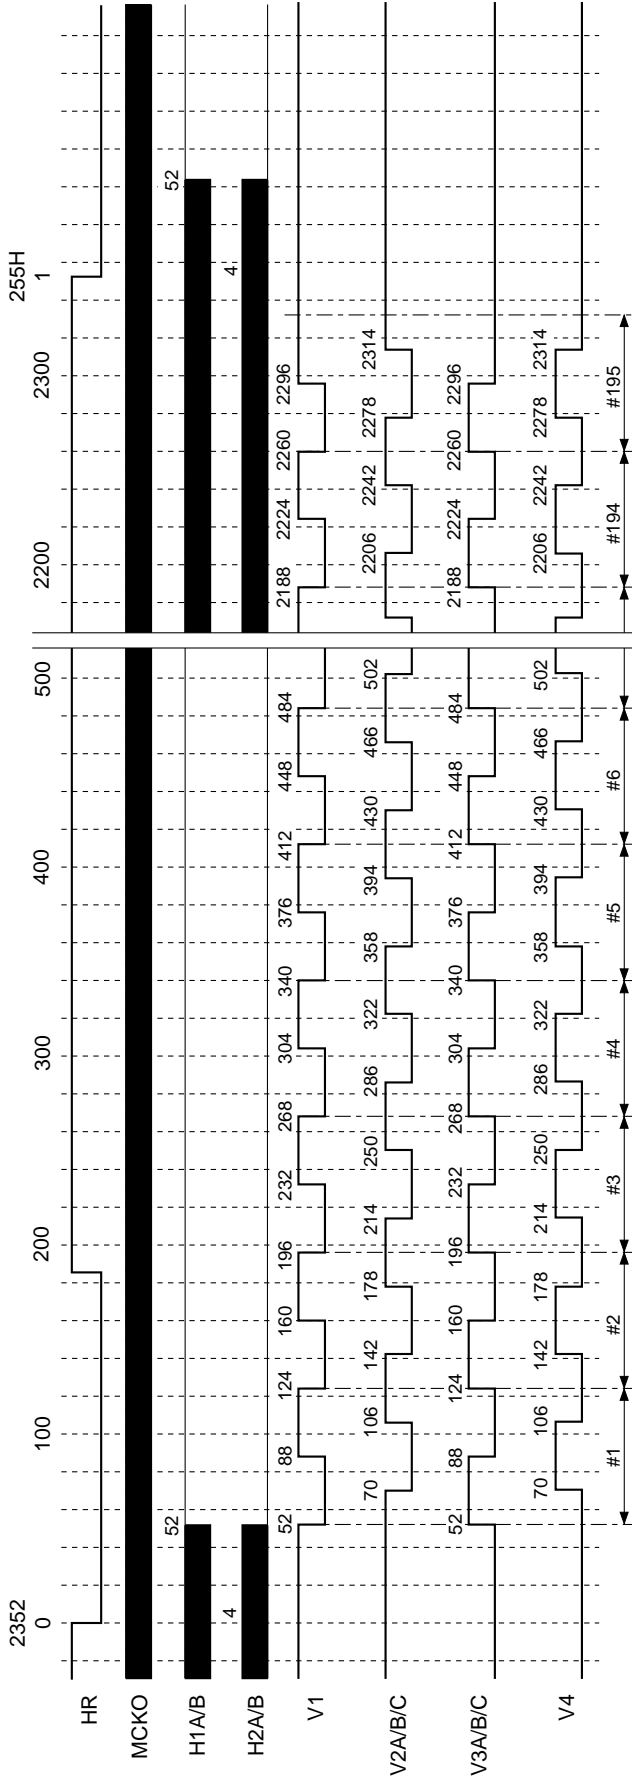 2352
255H
0 100 200 300 400 500 2200 2300 1
HR
MCKO
H1A/B 52 52
H2A/B 4 4
V1 52 88 124 160 196 232 268 304 340 376 412 448 484 2188 2224 2260 2296
V2A/B/C 70 106 142 178 214 250 286 322 358 394 430 466 502 2206 2242 2278 2314
V3A/B/C 52 88 124 160 196 232 268 304 340 376 412 448 484 2188 2224 2260 2296
V4 70 106 142 178 214 250 286 322 358 394 430 466 502 2206 2242 2278 2314
#1 #2 #3 #4 #5 #6 #194 #195